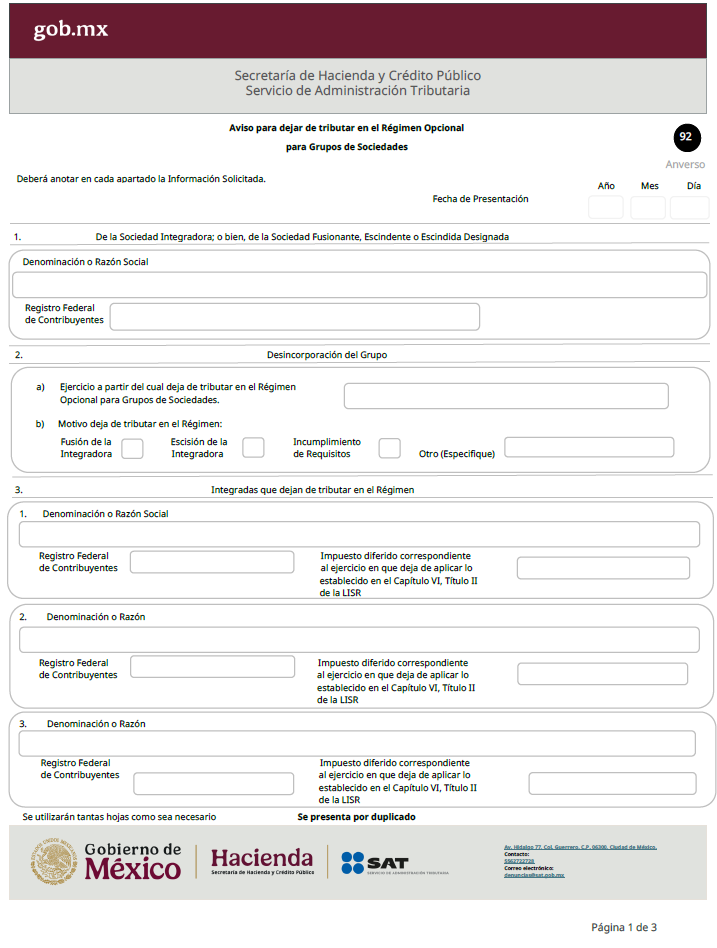 gob.mx
Secretaría de Hacienda y Crédito Público
Servicio de Administración Tributaria
Aviso para dejar de tributar en el Régimen Opcional
para Grupos de Sociedades
92
Anverso
Deberá anotar en cada apartado la Información Solicitada.
Año Mes Día
Fecha de Presentación
1. De la Sociedad Integradora; o bien, de la Sociedad Fusionante, Escindente o Escindida Designada
Denominación o Razón Social
Registro Federal
de Contribuyentes
2. Desincorporación del Grupo
a) Ejercicio a partir del cual deja de tributar en el Régimen
Opcional para Grupos de Sociedades.
b) Motivo deja de tributar en el Régimen:
Fusión de la
Integradora
Escisión de la
Integradora
Incumplimiento
de Requisitos
Otro (Especifique)
3. Integradas que dejan de tributar en el Régimen
1. Denominación o Razón Social
Registro Federal
de Contribuyentes
Impuesto diferido correspondiente
al ejercicio en que deja de aplicar lo
establecido en el Capítulo VI, Título II
de la LISR
2. Denominación o Razón
Registro Federal
de Contribuyentes
Impuesto diferido correspondiente
al ejercicio en que deja de aplicar lo
establecido en el Capítulo VI, Título II
de la LISR
3. Denominación o Razón
Registro Federal
de Contribuyentes
Impuesto diferido correspondiente
al ejercicio en que deja de aplicar lo
establecido en el Capítulo VI, Título II
de la LISR
Se utilizarán tantas hojas como sea necesario
Se presenta por duplicado
Gobierno de
México
Hacienda
Secretaría de Hacienda y Crédito Público
SAT
SERVICIO DE ADMINISTRACIÓN TRIBUTARIA
Av. Hidalgo 77, Col. Guerrero, C.P. 06300, Ciudad de México.
Contacto:
5562722728
Correo electrónico:
denuncias@sat.gob.mx
Página 1 de 3